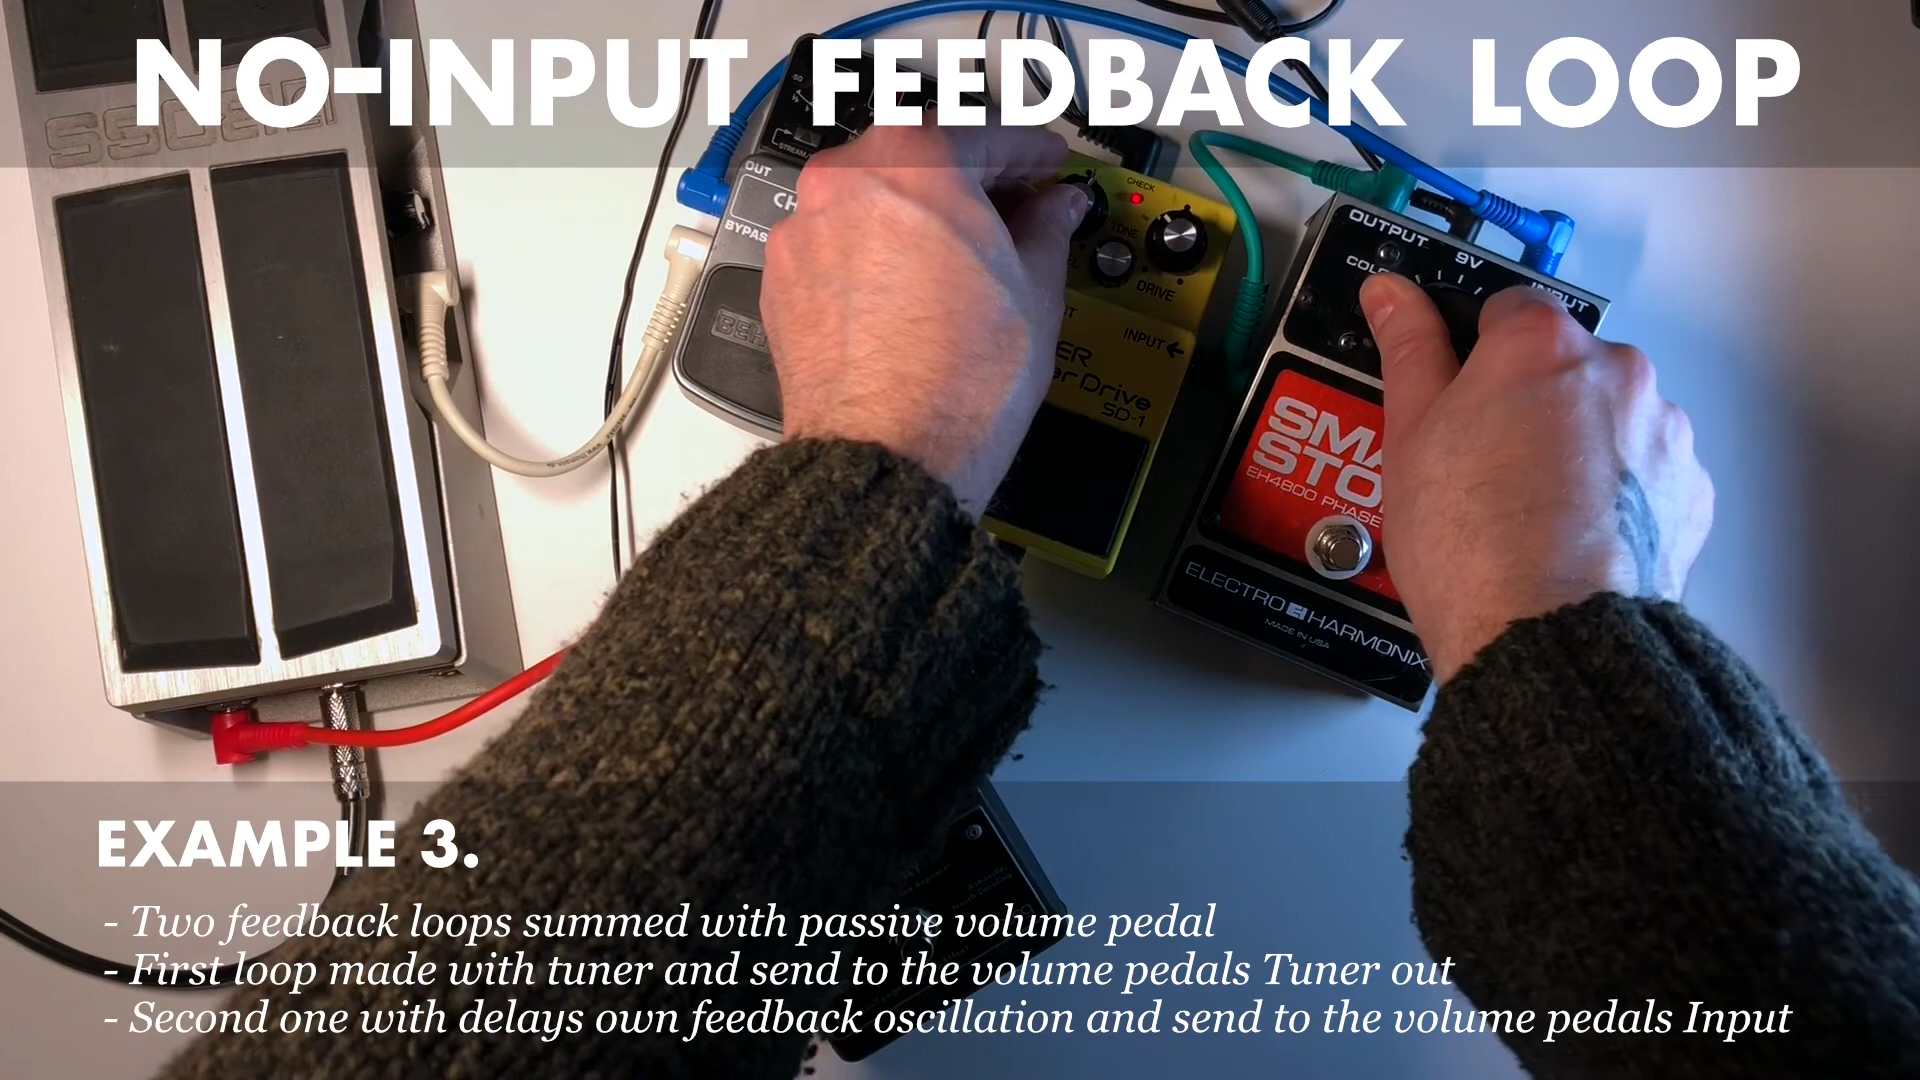 NO-INPUT FEEDBACK LOOP
OUT
BYPAS
CHECK
TONE
DRIVE
INPUT
SD-1
OUTPUT
9V
INPUT
EH4800 PHASE
ELECTRO HARMONIX
MADE IN USA
EXAMPLE 3.
- Two feedback loops summed with passive volume pedal
- First loop made with tuner and send to the volume pedals Tuner out
- Second one with delays own feedback oscillation and send to the volume pedals Input